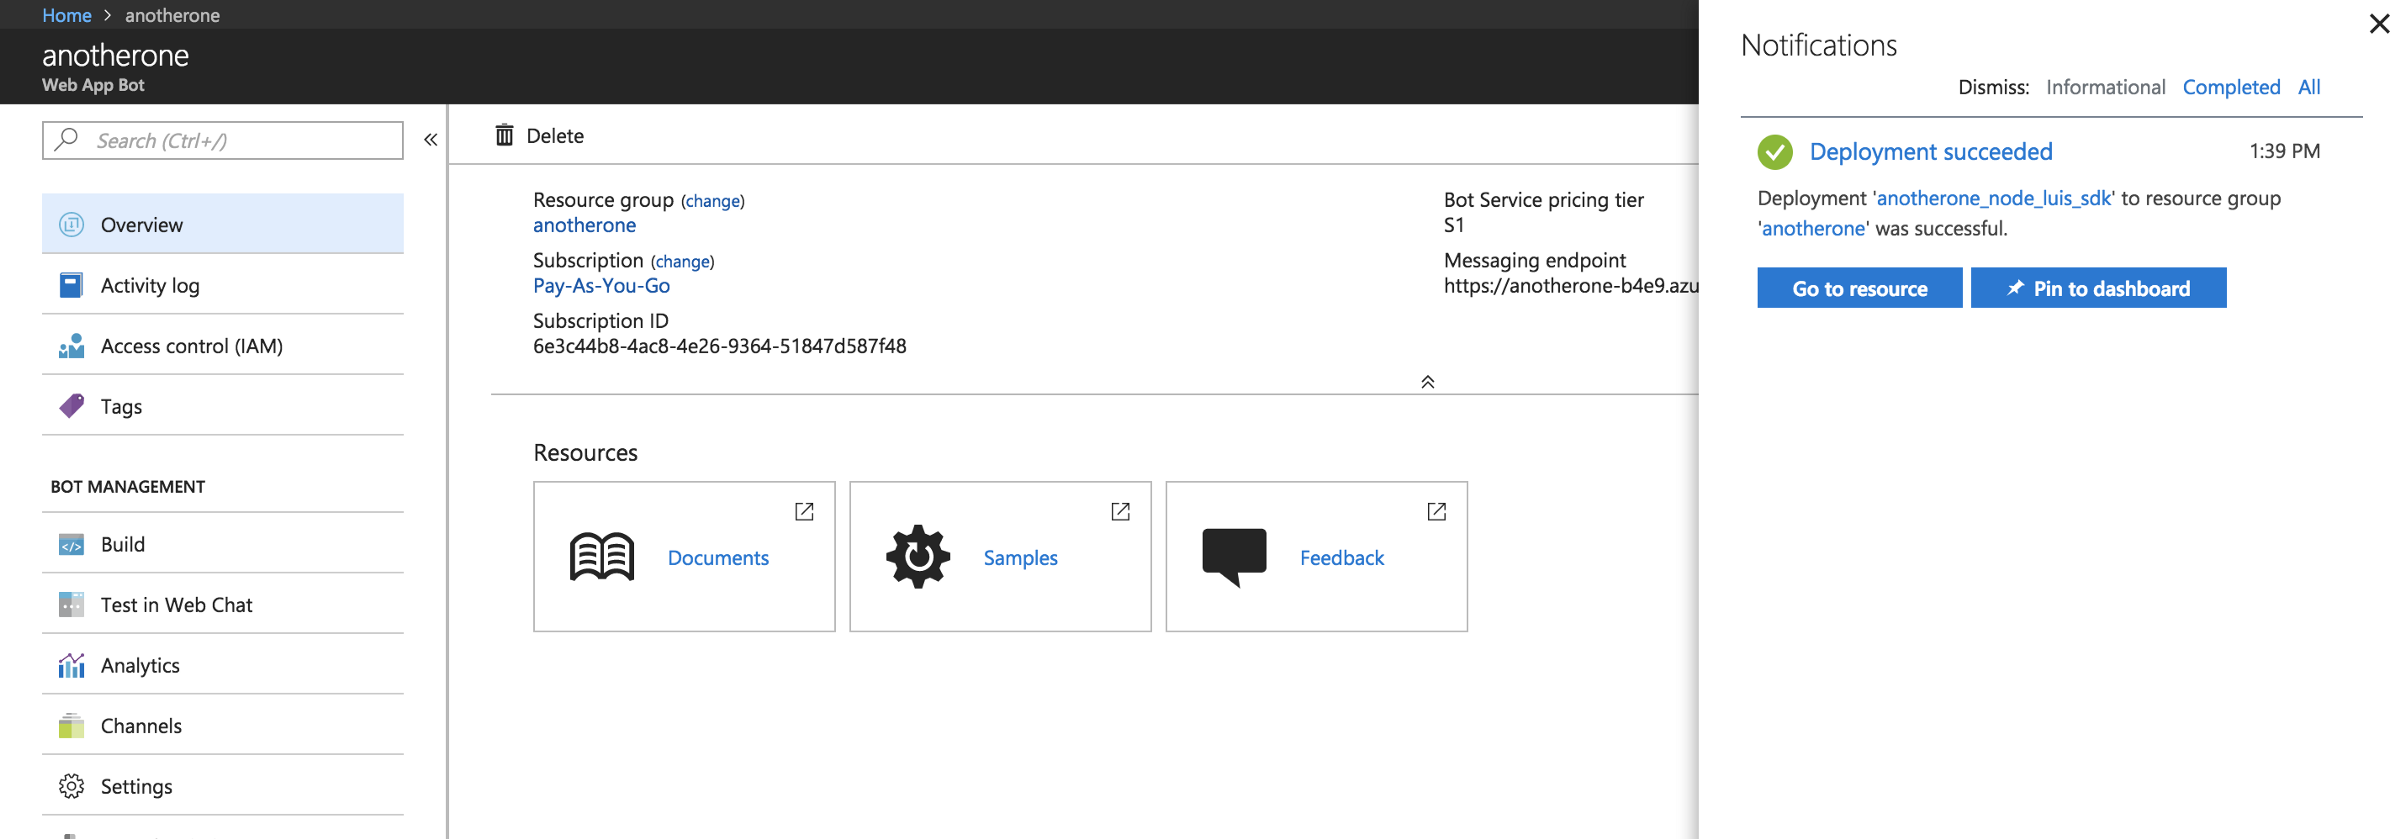 Home > anotherone
anotherone
Web App Bot
Search (Ctrl+/)
«
Overview
Activity log
Access control (IAM)
Tags
BOT MANAGEMENT
Build
Test in Web Chat
Analytics
Channels
Settings
Delete
Resource group (change)
anotherone
Subscription (change)
Pay-As-You-Go
Subscription ID
6e3c44b8-4ac8-4e26-9364-51847d587f48
Bot Service pricing tier
S1
Messaging endpoint
https://anotherone-b4e9.azu
Resources
Documents
Samples
Feedback
Notifications
Dismiss: Informational Completed All
Deployment succeeded 1:39 PM
Deployment 'anotherone_node_luis_sdk' to resource group
'anotherone' was successful.
Go to resource
Pin to dashboard